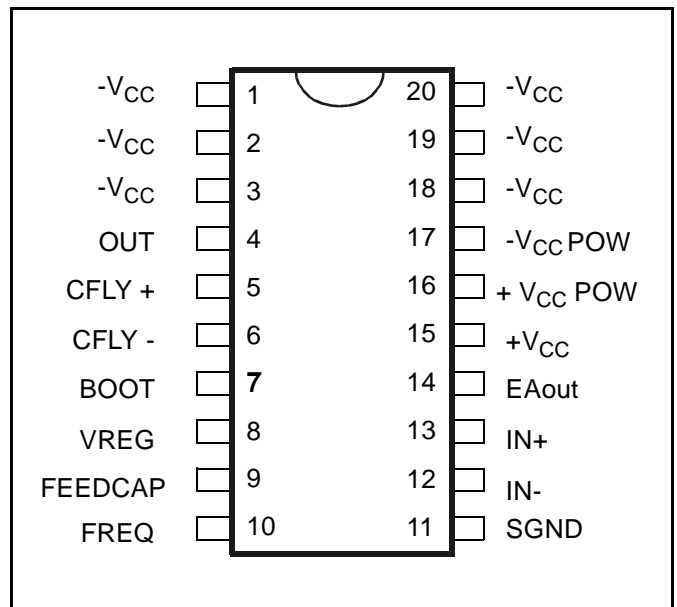 -VCC 1 20 -VCC
-VCC 2 19 -VCC
-VCC 3 18 -VCC
OUT 4 17 -VCC POW
CFLY + 5 16 + VCC POW
CFLY - 6 15 +VCC
BOOT 7 14 EAout
VREG 8 13 IN+
FEEDCAP 9 12 IN-
FREQ 10 11 SGND